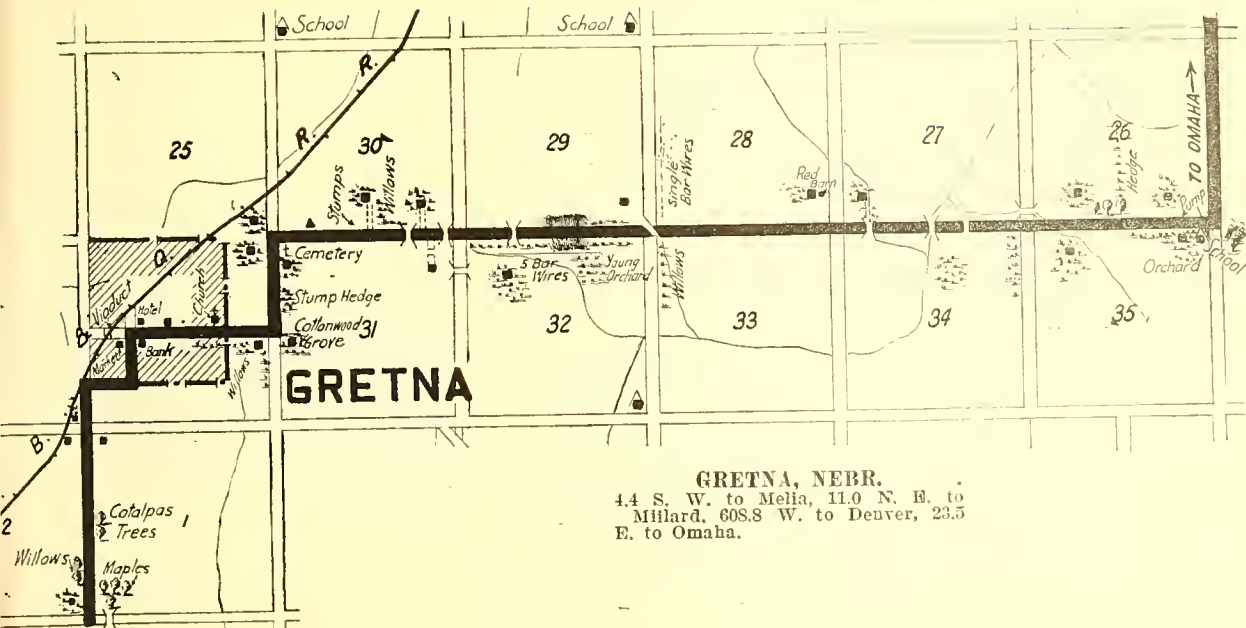 School
School
R.
R.
25
30
29
28
27
26
TO OMAHA→
Stumps
Willows
Single
Bar Wires
Red
Barn
Hedge
Pump
School
Orchard
Cemetery
5 Bar
Wires
Young
Orchard
Willows
Q.
Church
Viaduct
Hotel
Stump Hedge
Cottonwood
Grove
31
32
33
34
35
&
Market
Bank
Willows
GRETNA
B.
2
Cotalpas
Trees
1
Willows
Maples
GRETNA, NEBR.
4.4 S. W. to Melia, 11.0 N. E. to
Millard, 608.8 W. to Denver, 23.5
E. to Omaha.